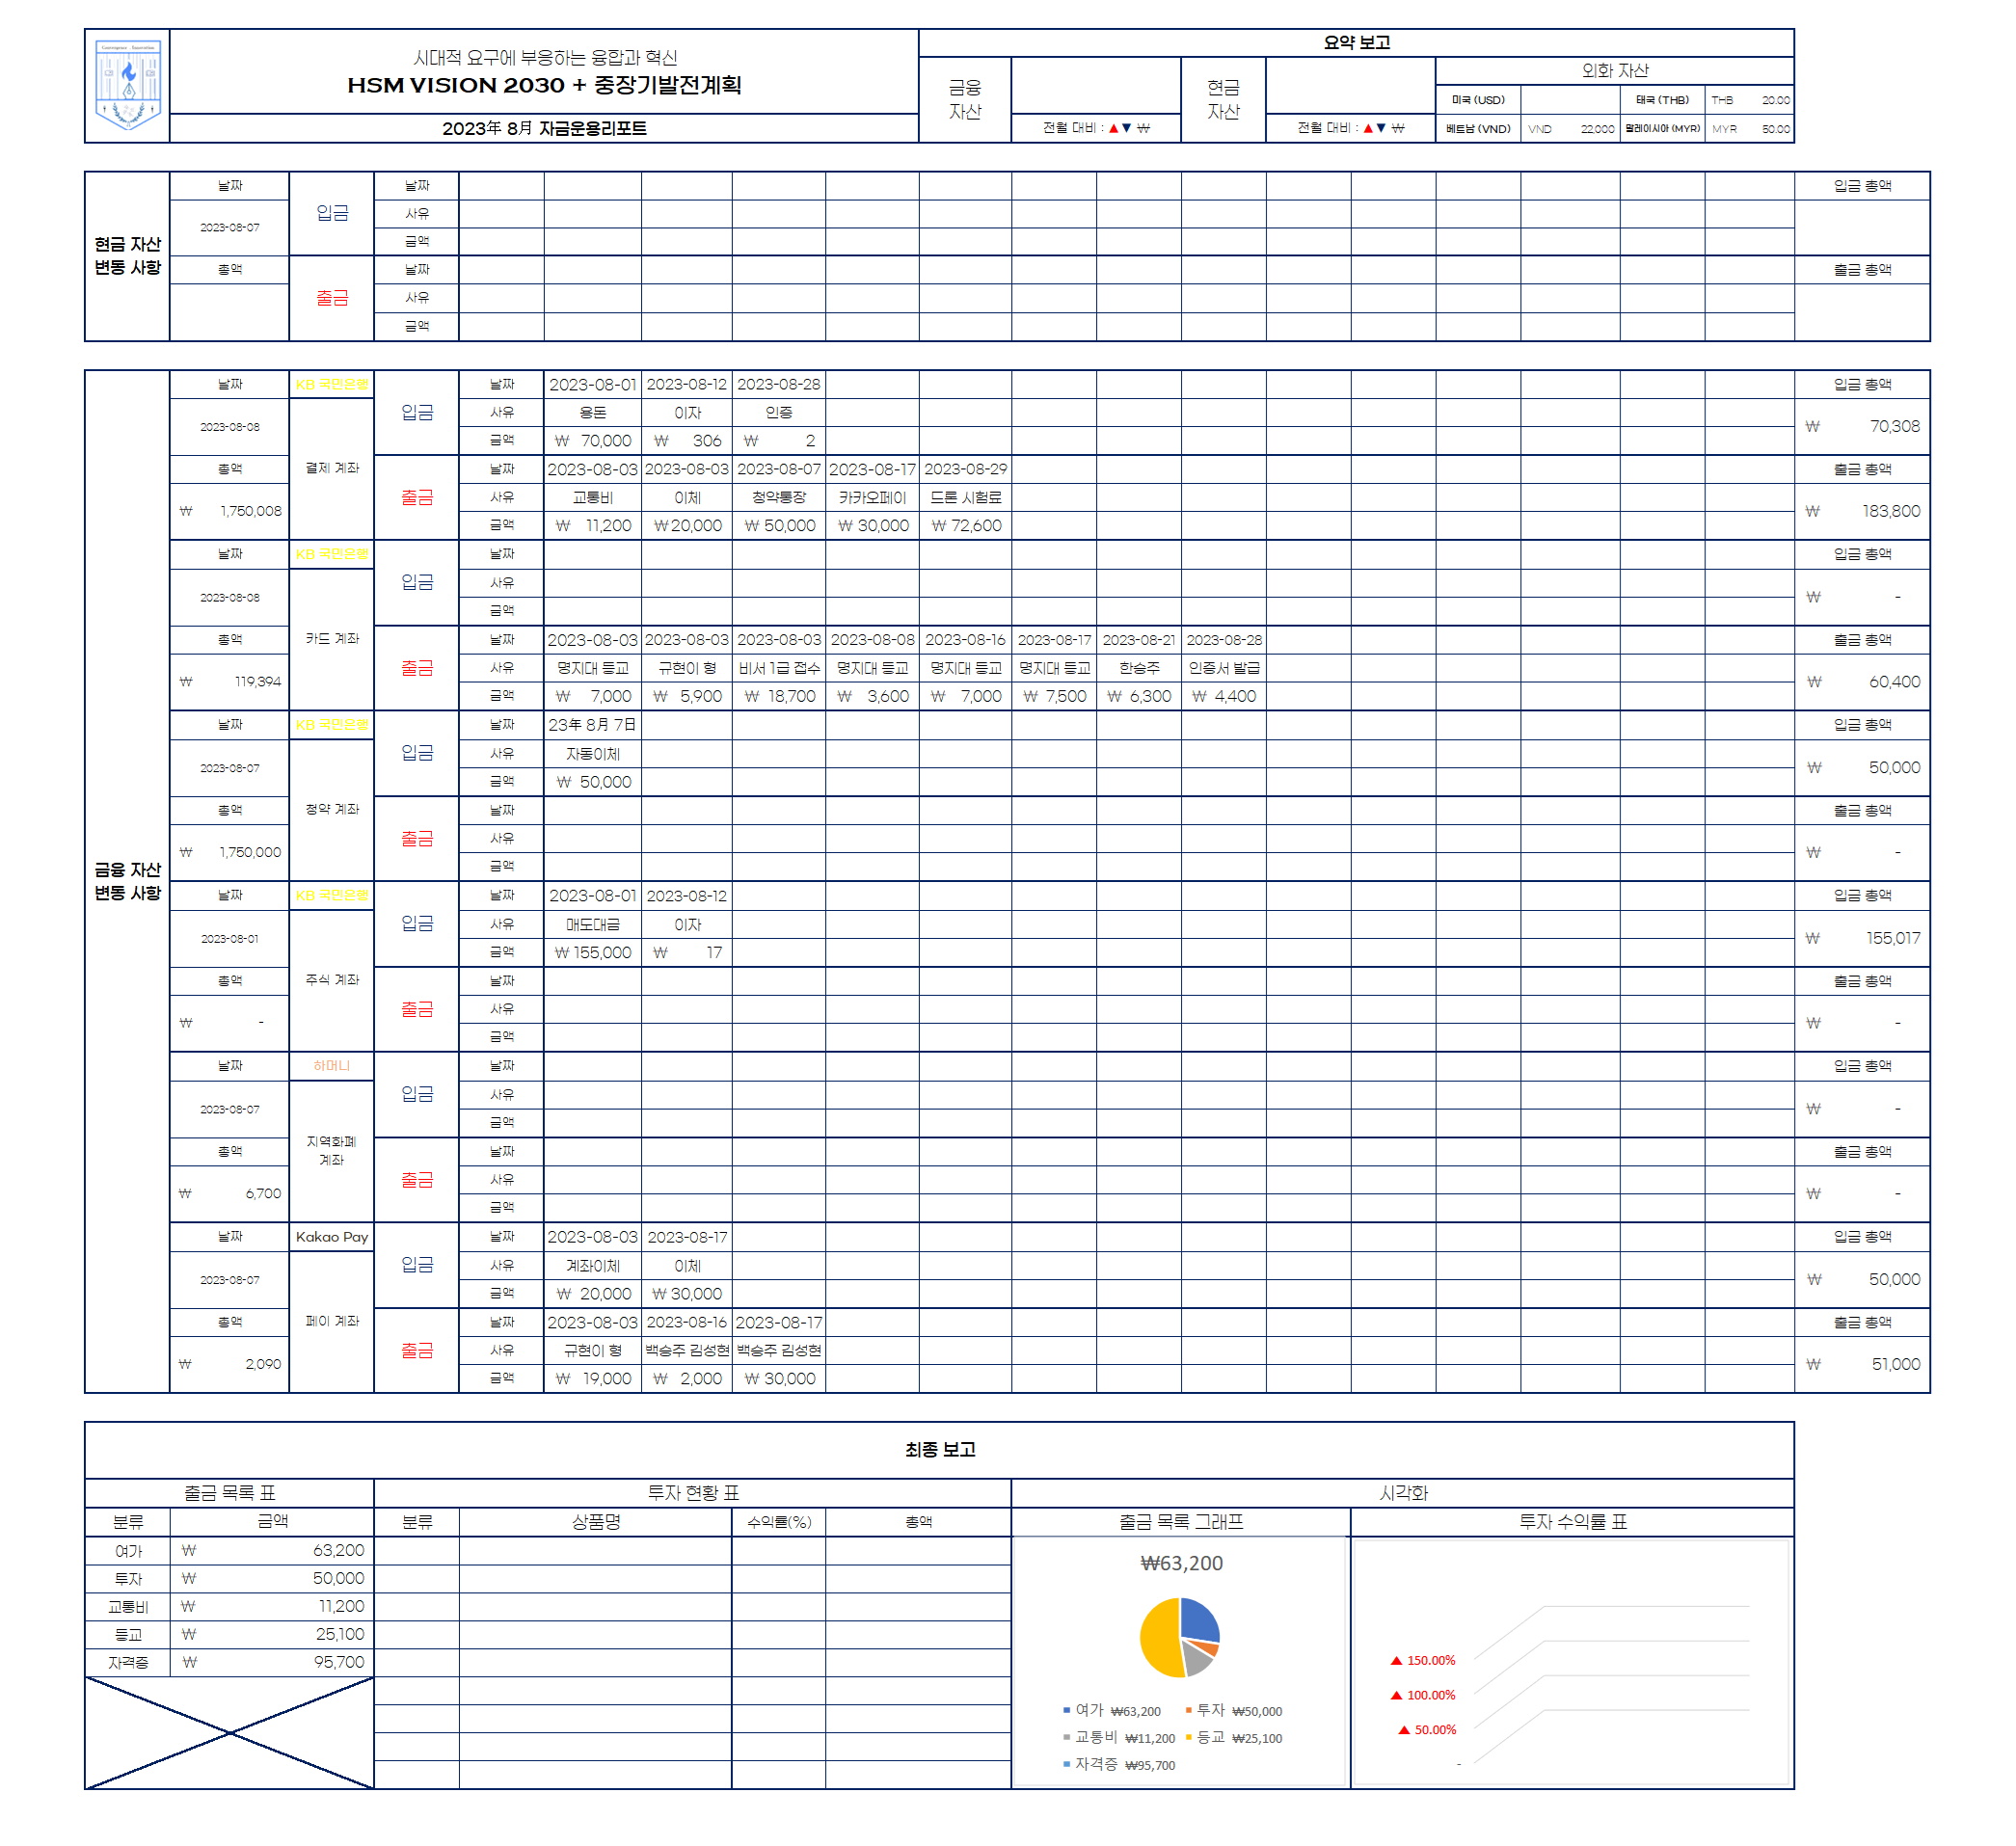 Convergence Innovation
시대적 요구에 부응하는 융합과 혁신
HSM VISION 2030 + 중장기발전계획
2023年 8月 자금운용리포트
요약 보고
금융
자산
전월 대비 : ▲▼ ₩
현금
자산
전월 대비 : ▲▼ ₩
외화 자산
미국 (USD) 태국 (THB) THB 20.00
베트남 (VND) VND 22,000 말레이시아 (MYR) MYR 50.00
현금 자산
변동 사항
날짜 입금 날짜 입금 총액
2023-08-07 사유
금액
총액 출금 날짜 출금 총액
사유
금액
금융 자산
변동 사항
날짜 KB 국민은행 입금 날짜 2023-08-01 2023-08-12 2023-08-28 입금 총액
2023-08-08 사유 용돈 이자 인증 ₩ 70,308
금액 ₩ 70,000 ₩ 306 ₩ 2
총액 결제 계좌 출금 날짜 2023-08-03 2023-08-03 2023-08-07 2023-08-17 2023-08-29 출금 총액
₩ 1,750,008 사유 교통비 이체 청약통장 카카오페이 드론 시험료 ₩ 183,800
금액 ₩ 11,200 ₩20,000 ₩ 50,000 ₩ 30,000 ₩ 72,600
날짜 KB 국민은행 입금 날짜 입금 총액
2023-08-08 사유 ₩ -
금액
총액 카드 계좌 출금 날짜 2023-08-03 2023-08-03 2023-08-03 2023-08-08 2023-08-16 2023-08-17 2023-08-21 2023-08-28 출금 총액
₩ 119,394 사유 명지대 등교 규현이 형 비서 1급 접수 명지대 등교 명지대 등교 명지대 등교 한승주 인증서 발급 ₩ 60,400
금액 ₩ 7,000 ₩ 5,900 ₩ 18,700 ₩ 3,600 ₩ 7,000 ₩ 7,500 ₩ 6,300 ₩ 4,400
날짜 KB 국민은행 입금 날짜 23年 8月 7日 입금 총액
2023-08-07 사유 자동이체 ₩ 50,000
금액 ₩ 50,000
총액 청약 계좌 출금 날짜 출금 총액
₩ 1,750,000 사유 ₩ -
금액
날짜 KB 국민은행 입금 날짜 2023-08-01 2023-08-12 입금 총액
2023-08-01 사유 매도대금 이자 ₩ 155,017
금액 ₩ 155,000 ₩ 17
총액 주식 계좌 출금 날짜 출금 총액
₩ - 사유 ₩ -
금액
날짜 하머니 입금 날짜 입금 총액
2023-08-07 사유 ₩ -
금액
총액 지역화폐
계좌 출금 날짜 출금 총액
₩ 6,700 사유 ₩ -
금액
날짜 Kakao Pay 입금 날짜 2023-08-03 2023-08-17 입금 총액
2023-08-07 사유 계좌이체 이체 ₩ 50,000
금액 ₩ 20,000 ₩ 30,000
총액 페이 계좌 출금 날짜 2023-08-03 2023-08-16 2023-08-17 출금 총액
₩ 2,090 사유 규현이 형 백승주 김성현 백승주 김성현 ₩ 51,000
금액 ₩ 19,000 ₩ 2,000 ₩ 30,000
최종 보고
출금 목록 표 투자 현황 표 시각화
분류 금액 분류 상품명 수익률(%) 총액 출금 목록 그래프 투자 수익률 표
여가 ₩ 63,200
투자 ₩ 50,000
교통비 ₩ 11,200
등교 ₩ 25,100
자격증 ₩ 95,700
₩63,200
여가 ₩63,200 투자 ₩50,000
교통비 ₩11,200 등교 ₩25,100
자격증 ₩95,700
▲ 150.00%
▲ 100.00%
▲ 50.00%
-